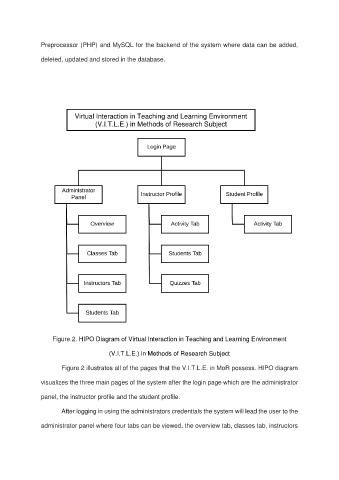 Preprocessor (PHP) and MySQL for the backend of the system where data can be added,
deleted, updated and stored in the database.
Virtual Interaction in Teaching and Learning Environment
(V.I.T.L.E.) in Methods of Research Subject
Login Page
Administrator
Panel
Instructor Profile
Student Profile
Overview
Activity Tab
Activity Tab
Classes Tab
Students Tab
Instructors Tab
Quizzes Tab
Students Tab
Figure 2. HIPO Diagram of Virtual Interaction in Teaching and Learning Environment
(V.I.T.L.E.) in Methods of Research Subject
Figure 2 illustrates all of the pages that the V.I.T.L.E. in MoR possess. HIPO diagram
visualizes the three main pages of the system after the login page which are the administrator
panel, the instructor profile and the student profile.
After logging in using the administrators credentials the system will lead the user to the
administrator panel where four tabs can be viewed, the overview tab, classes tab, instructors